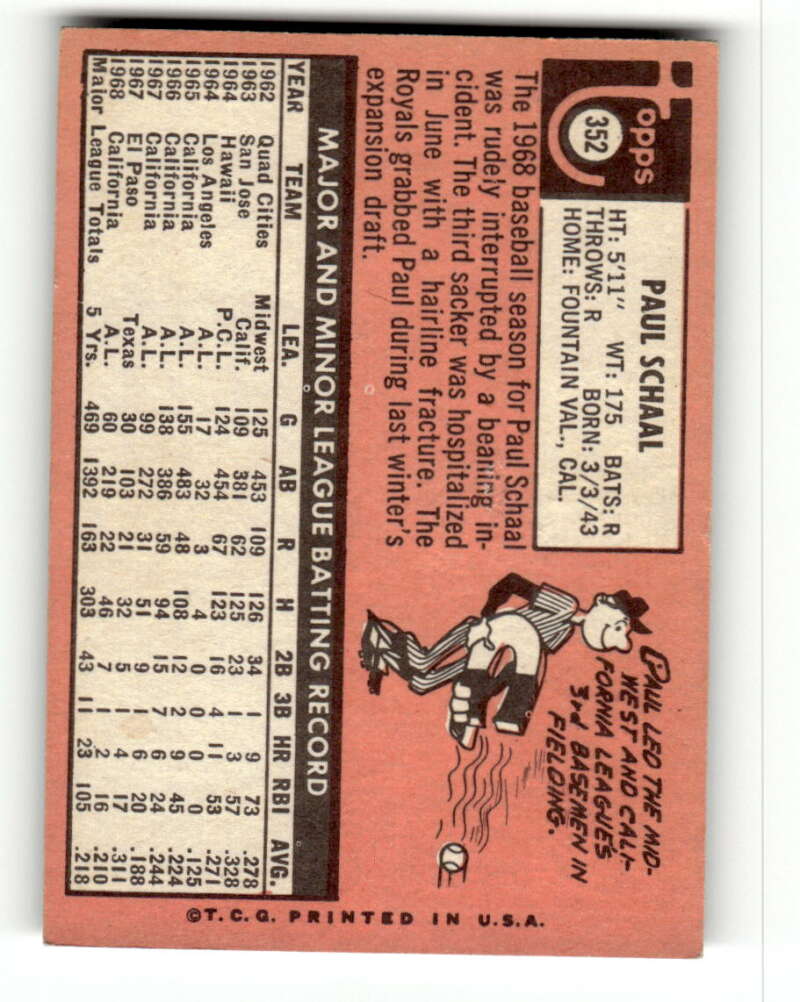 Topps
352
PAUL SCHAAL
HT: 5'11" WT: 175 BATS: R
THROWS: R BORN: 3/3/43
HOME: FOUNTAIN VAL., CAL.
The 1968 baseball season for Paul Schaal
was rudely interrupted by a beaning in-
cident. The third sacker was hospitalized
in June with a hairline fracture. The
Royals grabbed Paul during last winter's
expansion draft.
PAUL LED THE MID-
WEST AND CALI-
FORNIA LEAGUE'S
3rd BASEMEN IN
FIELDING.
MAJOR AND MINOR LEAGUE BATTING RECORD
YEAR TEAM LEA. G AB R H 2B 3B HR RBI AVG.
1962 Quad Cities Midwest 125 453 109 126 34 1 9 73 .278
1963 San Jose Calif. 109 381 62 125 23 1 3 57 .328
1964 Hawaii P.C.L. 124 454 67 123 16 4 11 53 .271
1964 Los Angeles A.L. 17 32 3 4 0 0 0 0 .125
1965 California A.L. 155 483 48 108 12 2 9 45 .224
1966 California A.L. 138 386 59 94 15 7 6 24 .244
1967 California A.L. 99 272 31 51 9 1 6 20 .188
1967 El Paso Texas 30 103 21 32 5 1 4 17 .311
1968 California A.L. 60 219 22 46 7 1 2 16 .210
Major League Totals 5 Yrs. 469 1392 163 303 43 11 23 105 .218
©T.C.G. PRINTED IN U.S.A.